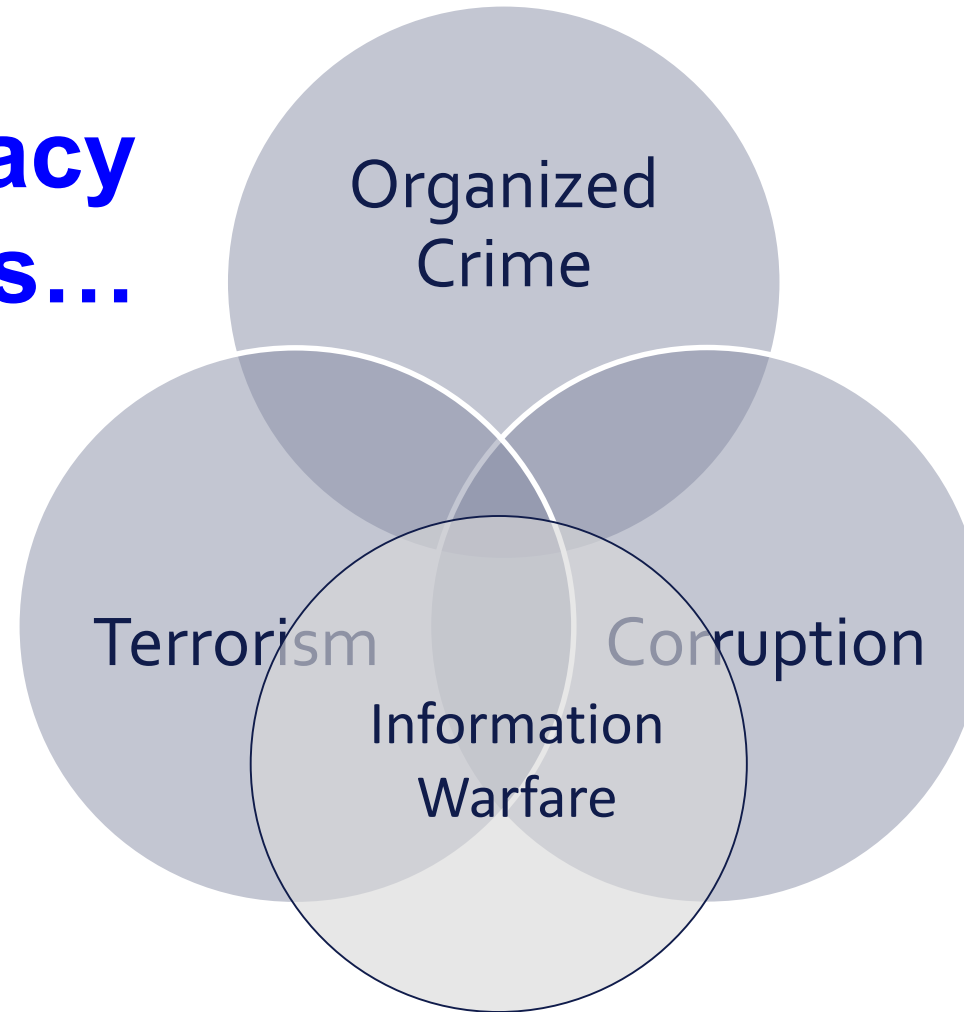 acy
s…
Organized
Crime
Terrorism
Corruption
Information
Warfare